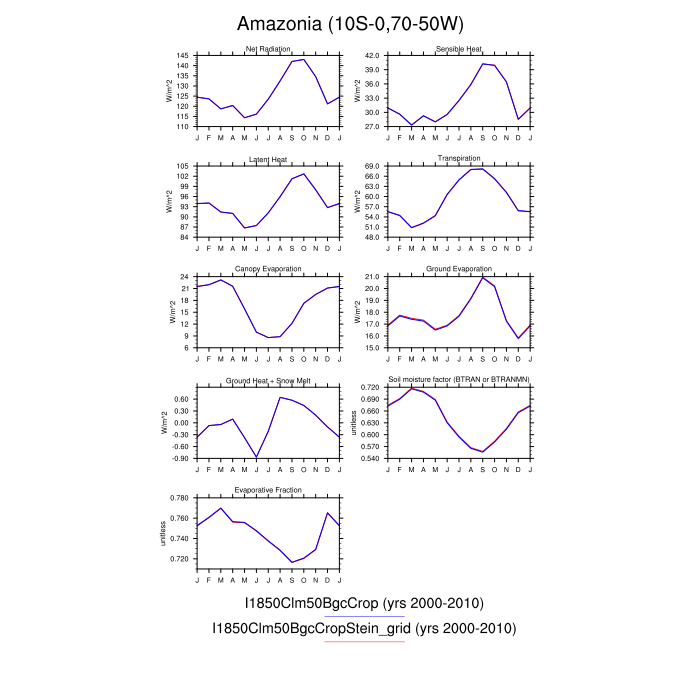 Amazonia (10S-0,70-50W)
Net Radiation
W/m^2
145
140
135
130
125
120
115
110
J F M A M J J A S O N D J
Sensible Heat
W/m^2
42.0
39.0
36.0
33.0
30.0
27.0
J F M A M J J A S O N D J
Latent Heat
W/m^2
105
102
99
96
93
90
87
84
J F M A M J J A S O N D J
Transpiration
W/m^2
69.0
66.0
63.0
60.0
57.0
54.0
51.0
48.0
J F M A M J J A S O N D J
Canopy Evaporation
W/m^2
24
21
18
15
12
9
6
J F M A M J J A S O N D J
Ground Evaporation
W/m^2
21.0
20.0
19.0
18.0
17.0
16.0
15.0
J F M A M J J A S O N D J
Ground Heat + Snow Melt
W/m^2
0.60
0.30
0.00
-0.30
-0.60
-0.90
J F M A M J J A S O N D J
Soil moisture factor (BTRAN or BTRANMN)
unitless
0.720
0.690
0.660
0.630
0.600
0.570
0.540
J F M A M J J A S O N D J
Evaporative Fraction
unitless
0.780
0.760
0.740
0.720
J F M A M J J A S O N D J
I1850Clm50BgcCrop (yrs 2000-2010)
I1850Clm50BgcCropStein_grid (yrs 2000-2010)